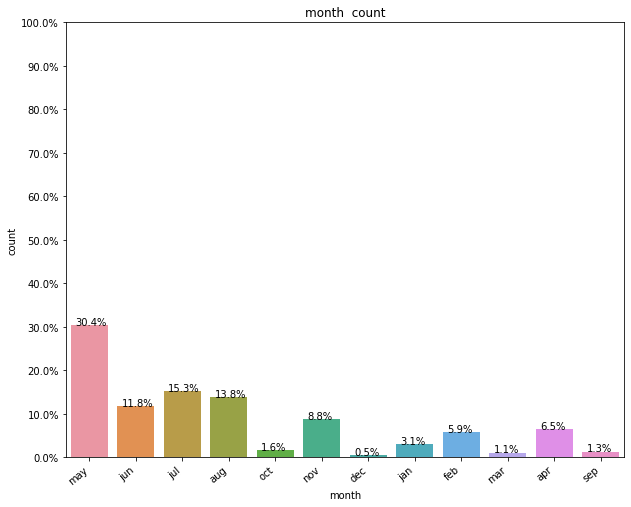 month  count
100.0%
90.0%
80.0%
70.0%
60.0%
50.0%
40.0%
30.0%
20.0%
10.0%
0.0%
count
30.4%
11.8%
15.3%
13.8%
1.6%
8.8%
0.5%
3.1%
5.9%
1.1%
6.5%
1.3%
may
jun
jul
aug
oct
nov
dec
jan
feb
mar
apr
sep
month